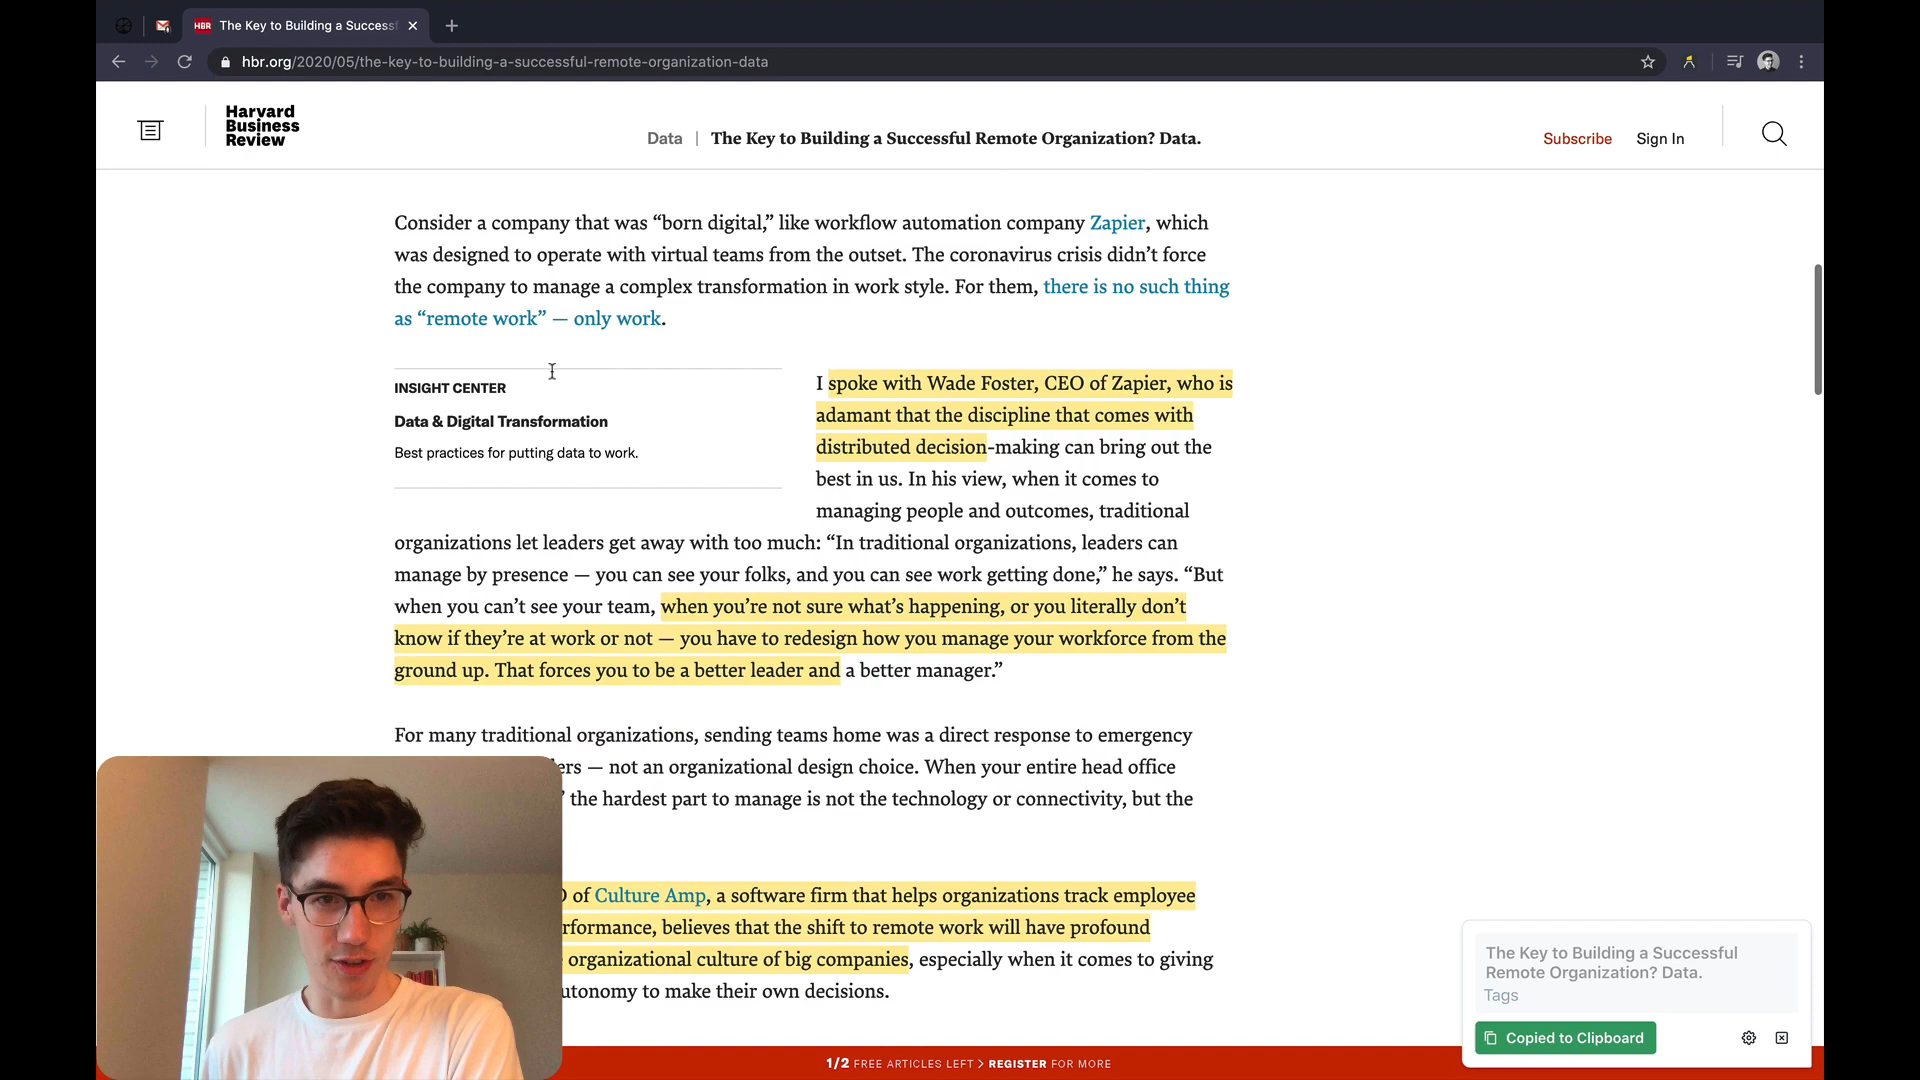 HBR The Key to Building a Success
hbr.org/2020/05/the-key-to-building-a-successful-remote-organization-data
Harvard
Business
Review
Data | The Key to Building a Successful Remote Organization? Data.
Subscribe Sign In
Consider a company that was “born digital,” like workflow automation company Zapier, which
was designed to operate with virtual teams from the outset. The coronavirus crisis didn’t force
the company to manage a complex transformation in work style. For them, there is no such thing
as “remote work” — only work.
INSIGHT CENTER
Data & Digital Transformation
Best practices for putting data to work.
I spoke with Wade Foster, CEO of Zapier, who is
adamant that the discipline that comes with
distributed decision-making can bring out the
best in us. In his view, when it comes to
managing people and outcomes, traditional
organizations let leaders get away with too much: “In traditional organizations, leaders can
manage by presence — you can see your folks, and you can see work getting done,” he says. “But
when you can’t see your team, when you’re not sure what’s happening, or you literally don’t
know if they’re at work or not — you have to redesign how you manage your workforce from the
ground up. That forces you to be a better leader and a better manager.”
For many traditional organizations, sending teams home was a direct response to emergency
ers — not an organizational design choice. When your entire head office
the hardest part to manage is not the technology or connectivity, but the
of Culture Amp, a software firm that helps organizations track employee
rformance, believes that the shift to remote work will have profound
organizational culture of big companies, especially when it comes to giving
utonomy to make their own decisions.
The Key to Building a Successful
Remote Organization? Data.
Tags
Copied to Clipboard
1/2 FREE ARTICLES LEFT > REGISTER FOR MORE